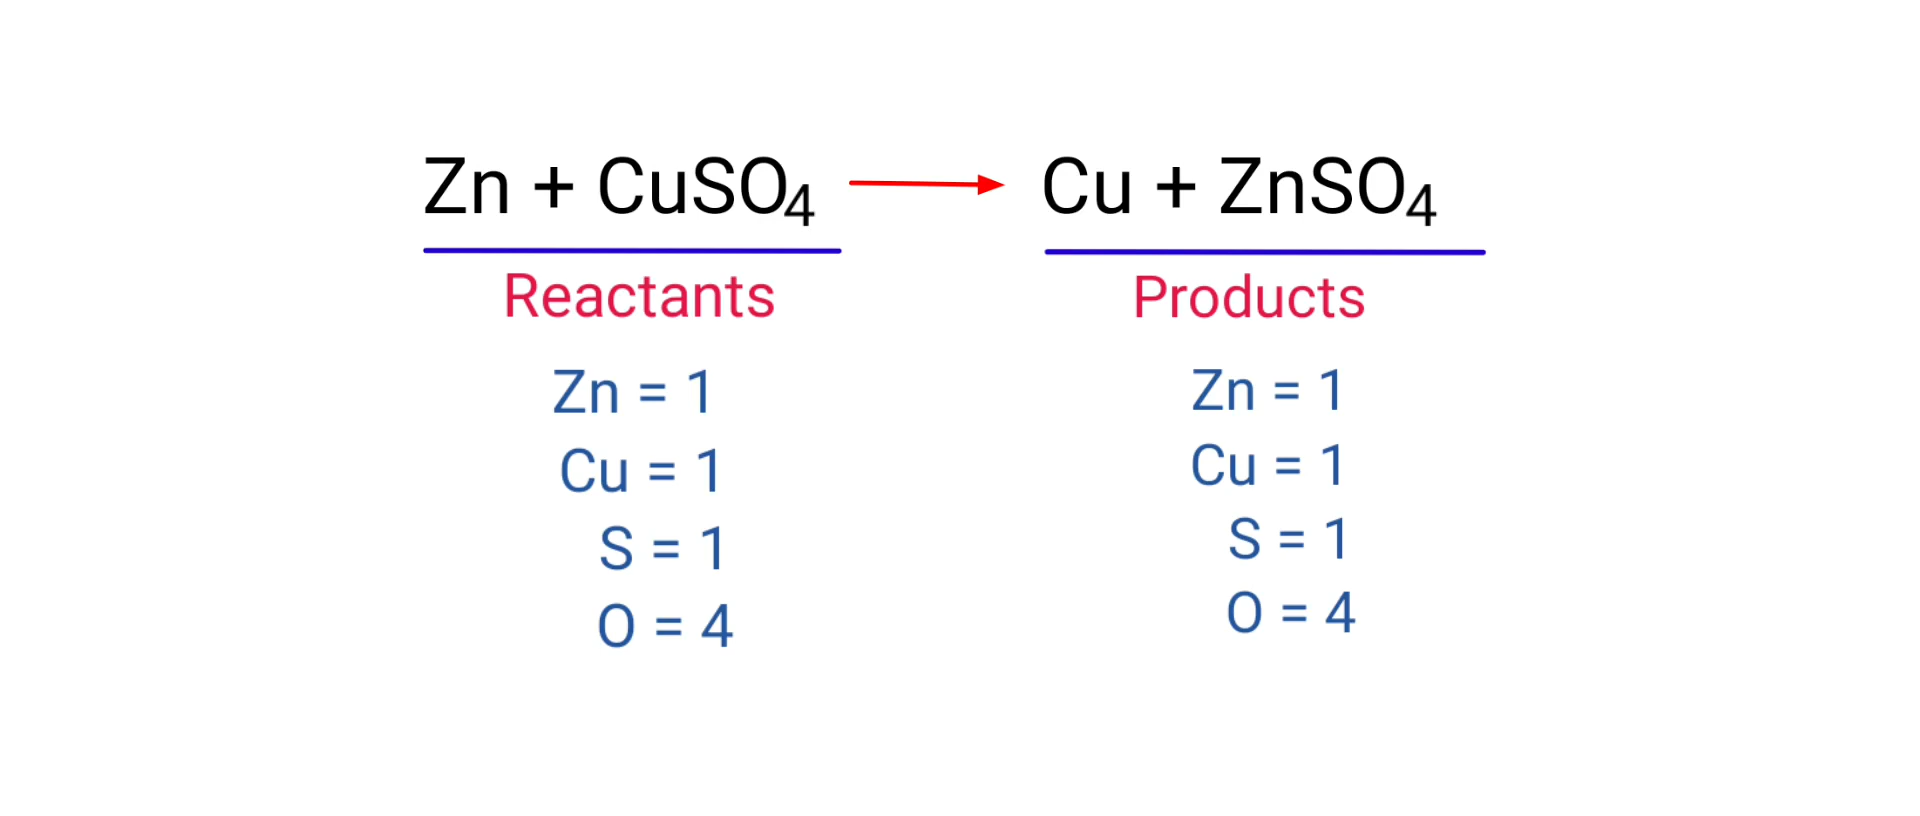 Zn + CuSO₄ → Cu + ZnSO₄
Reactants Products
Zn = 1 Zn = 1
Cu = 1 Cu = 1
S = 1 S = 1
O = 4 O = 4